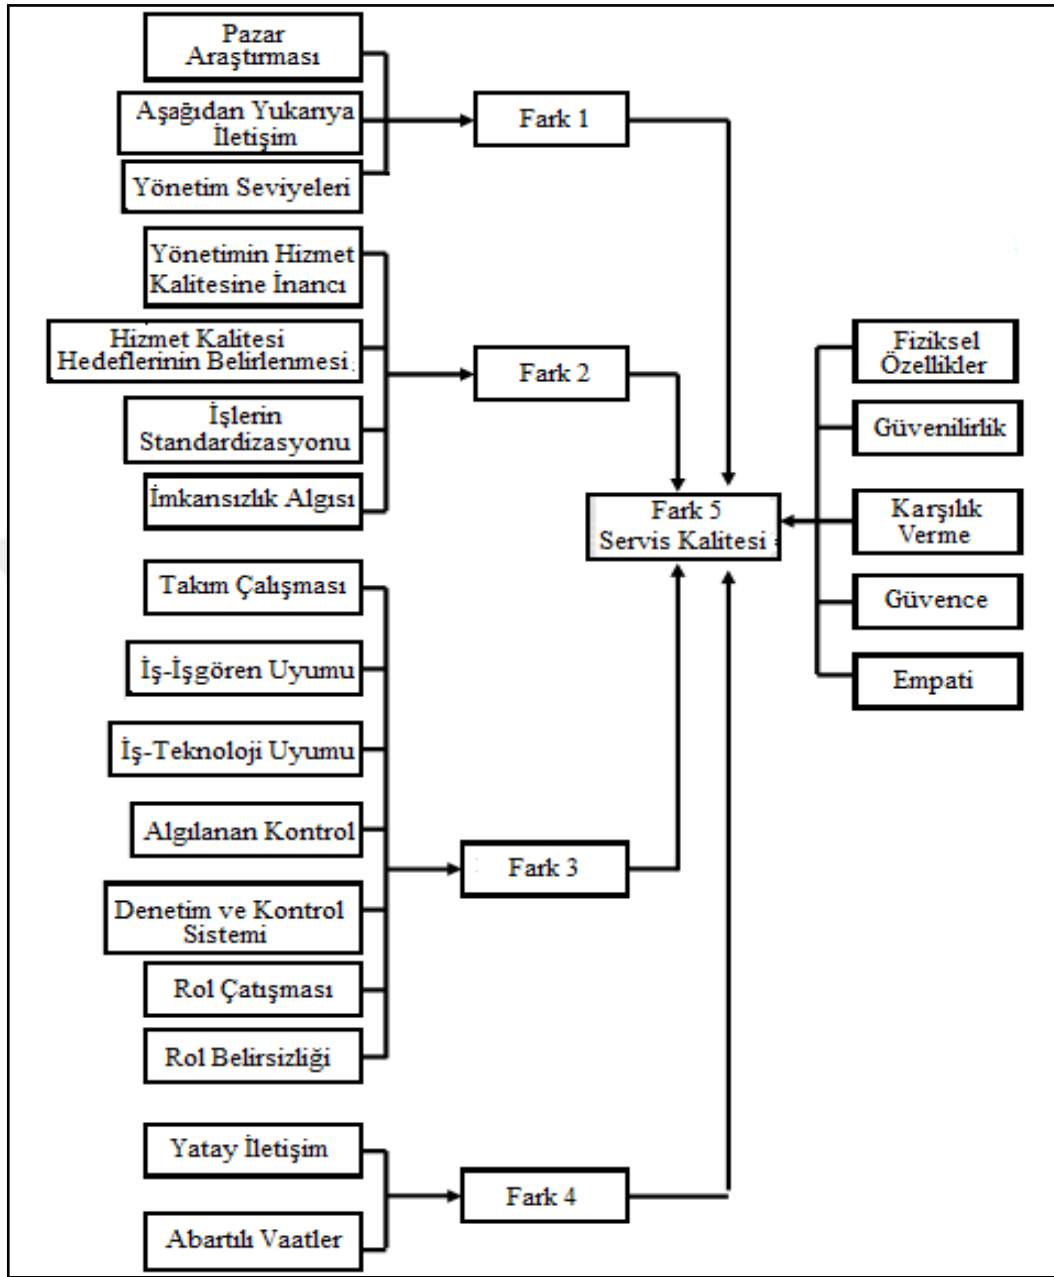 Pazar
Araştırması
Aşağıdan Yukarıya
İletişim
Yönetim Seviyeleri
Fark 1
Yönetimin Hizmet
Kalitesine İnancı
Hizmet Kalitesi
Hedeflerinin Belirlenmesi
İşlerin
Standardizasyonu
İmkansızlık Algısı
Fark 2
Takım Çalışması
İş-İşgören Uyumu
İş-Teknoloji Uyumu
Algılanan Kontrol
Denetim ve Kontrol
Sistemi
Rol Çatışması
Rol Belirsizliği
Fark 3
Yatay İletişim
Abartılı Vaatler
Fark 4
Fark 5
Servis Kalitesi
Fiziksel
Özellikler
Güvenilirlik
Karşılık
Verme
Güvence
Empati